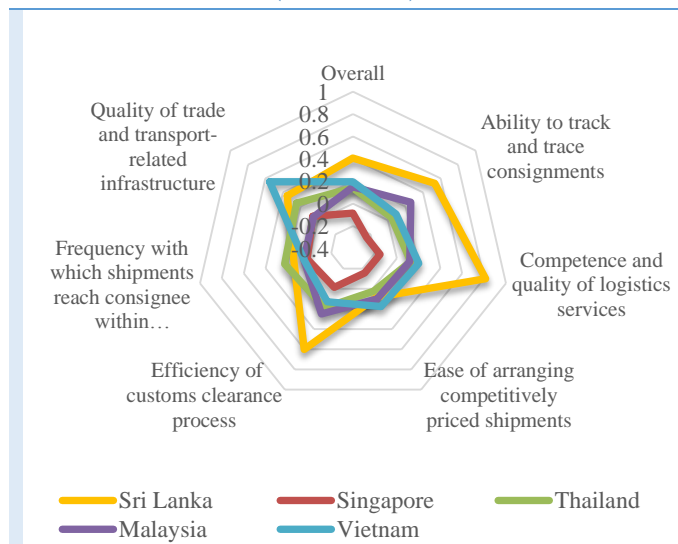 Overall
1
0.8
0.6
0.4
0.2
0
-0.2
-0.4
Ability to track
and trace
consignments
Competence and
quality of logistics
services
Ease of arranging
competitively
priced shipments
Efficiency of
customs clearance
process
Frequency with
which shipments
reach consignee
within…
Quality of trade
and transport-
related
infrastructure
Sri Lanka
Singapore
Thailand
Malaysia
Vietnam